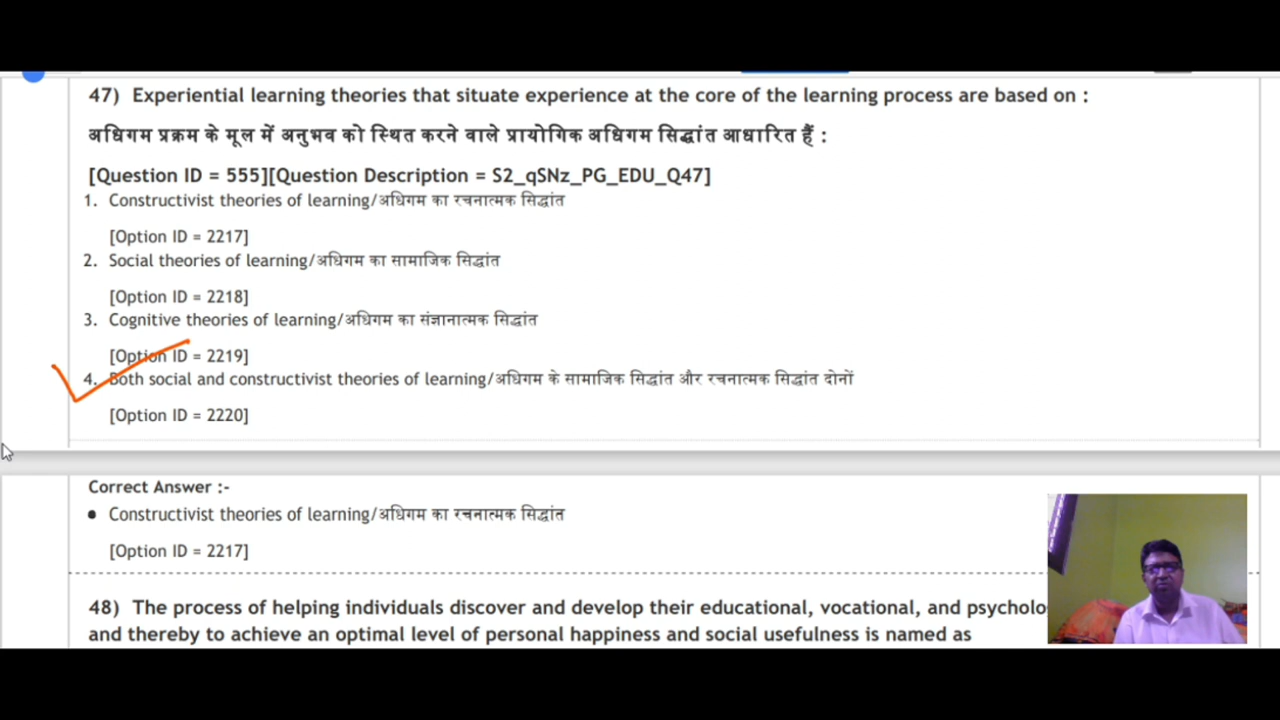 47) Experiential learning theories that situate experience at the core of the learning process are based on :
अधिगम प्रक्रम के मूल में अनुभव को स्थित करने वाले प्रायोगिक अधिगम सिद्धांत आधारित हैं :
[Question ID = 555][Question Description = S2_qSNz_PG_EDU_Q47]
1. Constructivist theories of learning/अधिगम का रचनात्मक सिद्धांत
[Option ID = 2217]
2. Social theories of learning/अधिगम का सामाजिक सिद्धांत
[Option ID = 2218]
3. Cognitive theories of learning/अधिगम का संज्ञानात्मक सिद्धांत
[Option ID = 2219]
4. Both social and constructivist theories of learning/अधिगम के सामाजिक सिद्धांत और रचनात्मक सिद्धांत दोनों
[Option ID = 2220]
Correct Answer :-
• Constructivist theories of learning/अधिगम का रचनात्मक सिद्धांत
[Option ID = 2217]
48) The process of helping individuals discover and develop their educational, vocational, and psycholo
and thereby to achieve an optimal level of personal happiness and social usefulness is named as